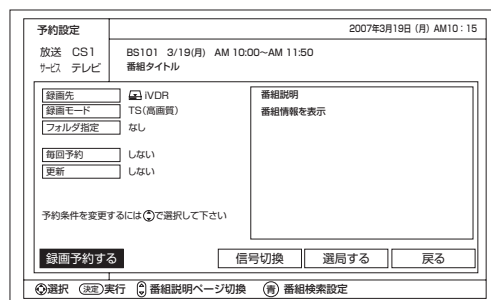 予約設定
2007年3月19日（月）AM10：15
放送 CS1
BS101 3/19(月) AM 10:00～AM 11:50
サービス テレビ
番組タイトル
録画先 iVDR
録画モード TS(高画質)
フォルダ指定 なし
毎回予約 しない
更新 しない
予約条件を変更するには で選択して下さい
番組説明
番組情報を表示
録画予約する
信号切換
選局する
戻る
選択 決定 実行 番組説明ページ切換 青 番組検索設定